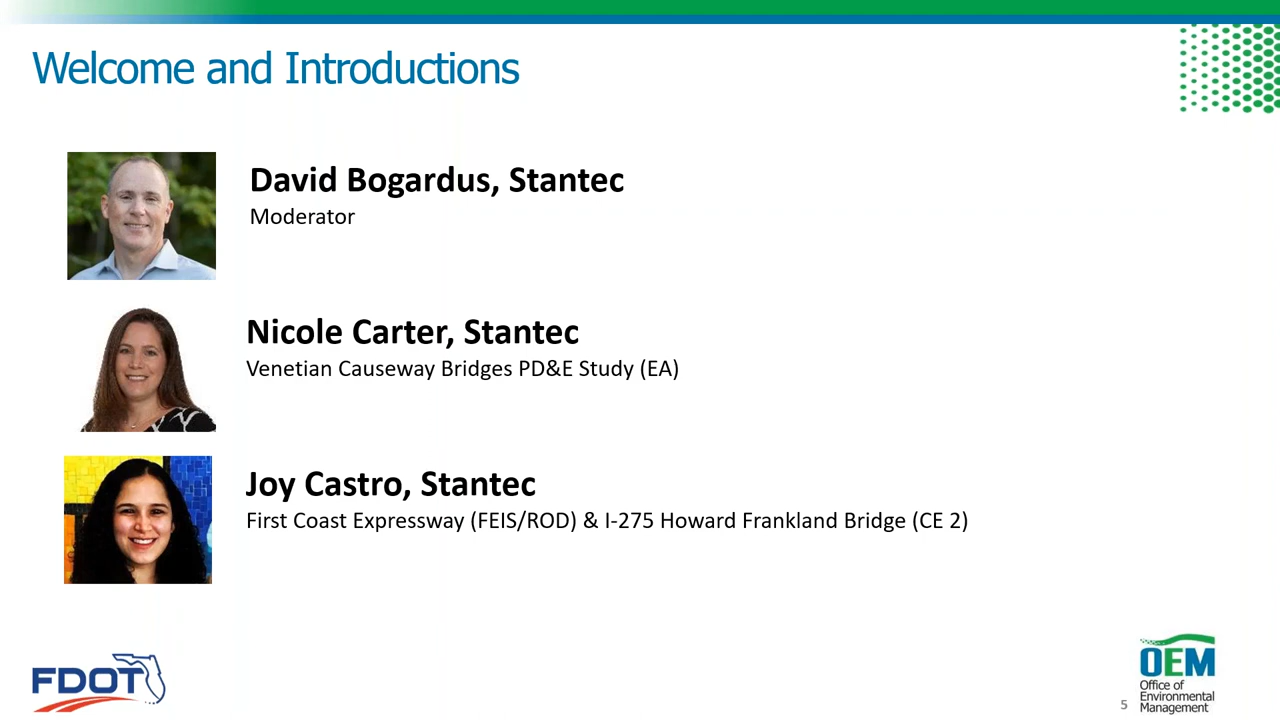 Welcome and Introductions
David Bogardus, Stantec
Moderator
Nicole Carter, Stantec
Venetian Causeway Bridges PD&E Study (EA)
Joy Castro, Stantec
First Coast Expressway (FEIS/ROD) & I-275 Howard Frankland Bridge (CE 2)
FDOT
OEM
Office of
Environmental
Management
5